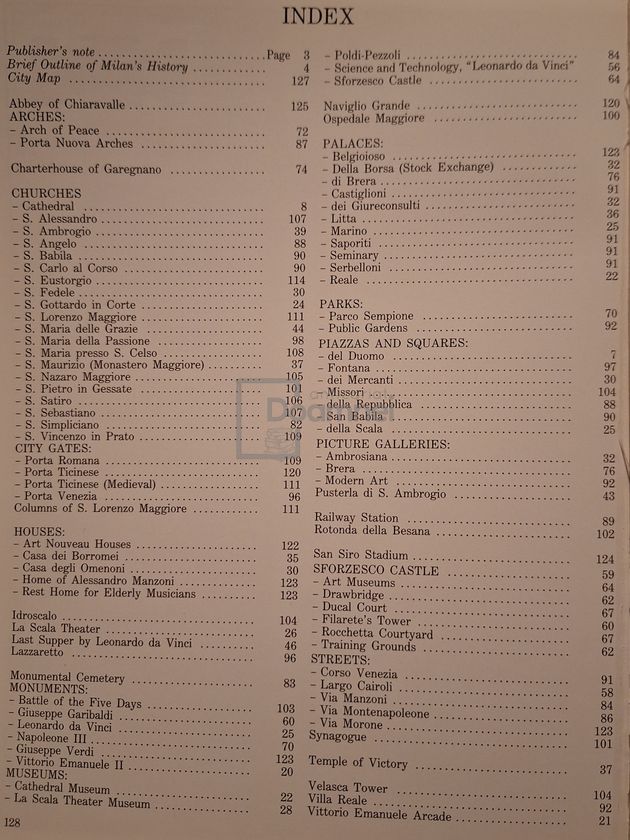 INDEX
Publisher's note Page 3
Brief Outline of Milan's History 4
City Map 127
Abbey of Chiaravalle 125
ARCHES:
– Arch of Peace 72
– Porta Nuova Arches 87
Charterhouse of Garegnano 74
CHURCHES
– Cathedral 8
– S. Alessandro 107
– S. Ambrogio 39
– S. Angelo 88
– S. Babila 90
– S. Carlo al Corso 90
– S. Eustorgio 114
– S. Fedele 30
– S. Gottardo in Corte 24
– S. Lorenzo Maggiore 111
– S. Maria delle Grazie 44
– S. Maria della Passione 98
– S. Maria presso S. Celso 108
– S. Maurizio (Monastero Maggiore) 37
– S. Nazaro Maggiore 105
– S. Pietro in Gessate 101
– S. Satiro 106
– S. Sebastiano 107
– S. Simpliciano 82
– S. Vincenzo in Prato 109
CITY GATES:
– Porta Romana 109
– Porta Ticinese 120
– Porta Ticinese (Medieval) 111
– Porta Venezia 96
Columns of S. Lorenzo Maggiore 111
HOUSES:
– Art Nouveau Houses 122
– Casa dei Borromei 35
– Casa degli Omenoni 30
– Home of Alessandro Manzoni 123
– Rest Home for Elderly Musicians 123
Idroscalo 104
La Scala Theater 26
Last Supper by Leonardo da Vinci 46
Lazzaretto 96
Monumental Cemetery 83
MONUMENTS:
– Battle of the Five Days 103
– Giuseppe Garibaldi 60
– Leonardo da Vinci 25
– Napoleone III 70
– Giuseppe Verdi 123
– Vittorio Emanuele II 20
MUSEUMS:
– Cathedral Museum 22
– La Scala Theater Museum 28
128
– Poldi-Pezzoli 84
– Science and Technology, "Leonardo da Vinci" 56
– Sforzesco Castle 64
Naviglio Grande 120
Ospedale Maggiore 100
PALACES:
– Belgioioso 123
– Della Borsa (Stock Exchange) 32
– di Brera 76
– Castiglioni 91
– dei Giureconsulti 32
– Litta 36
– Marino 25
– Saporiti 91
– Seminary 91
– Serbelloni 91
– Reale 22
PARKS:
– Parco Sempione 70
– Public Gardens 92
PIAZZAS AND SQUARES:
– del Duomo 7
– Fontana 97
– dei Mercanti 30
– Missori 104
– della Repubblica 88
– San Babila 90
– della Scala 25
PICTURE GALLERIES:
– Ambrosiana 32
– Brera 76
– Modern Art 92
Pusterla di S. Ambrogio 43
Railway Station 89
Rotonda della Besana 102
San Siro Stadium 124
SFORZESCO CASTLE 59
– Art Museums 64
– Drawbridge 62
– Ducal Court 67
– Filarete's Tower 60
– Rocchetta Courtyard 67
– Training Grounds 62
STREETS:
– Corso Venezia 91
– Largo Cairoli 58
– Via Manzoni 84
– Via Montenapoleone 86
– Via Morone 123
Synagogue 101
Temple of Victory 37
Velasca Tower 104
Villa Reale 92
Vittorio Emanuele Arcade 21